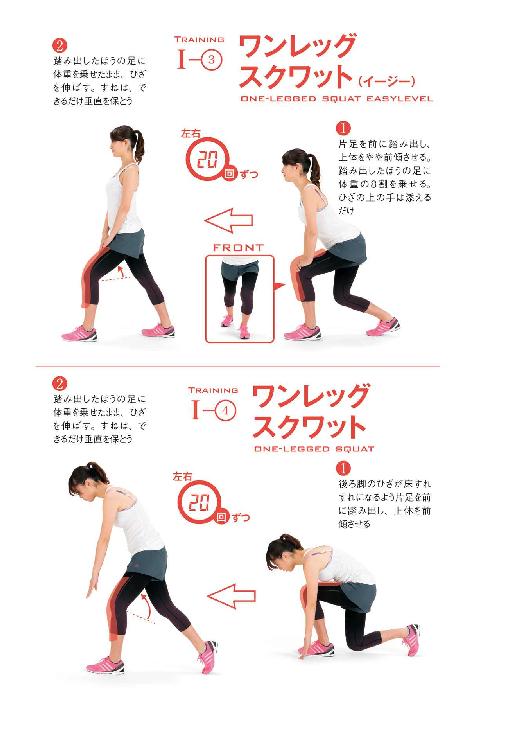 TRAINING
I-③
ワンレッグ
スクワット（イージー）
ONE-LEGGED SQUAT EASYLEVEL
❶
片足を前に踏み出し、
上体をやや前傾させる。
踏み出したほうの足に
体重の8割を乗せる。
ひざの上の手は添える
だけ
左右
20
回ずつ
FRONT
❷
踏み出したほうの足に
体重を乗せたまま、ひざ
を伸ばす。すねは、で
きるだけ垂直を保とう
TRAINING
I-④
ワンレッグ
スクワット
ONE-LEGGED SQUAT
❶
後ろ脚のひざが床すれ
すれになるよう片足を前
に踏み出し、上体を前
傾させる
左右
20
回ずつ
❷
踏み出したほうの足に
体重を乗せたまま、ひざ
を伸ばす。すねは、で
きるだけ垂直を保とう